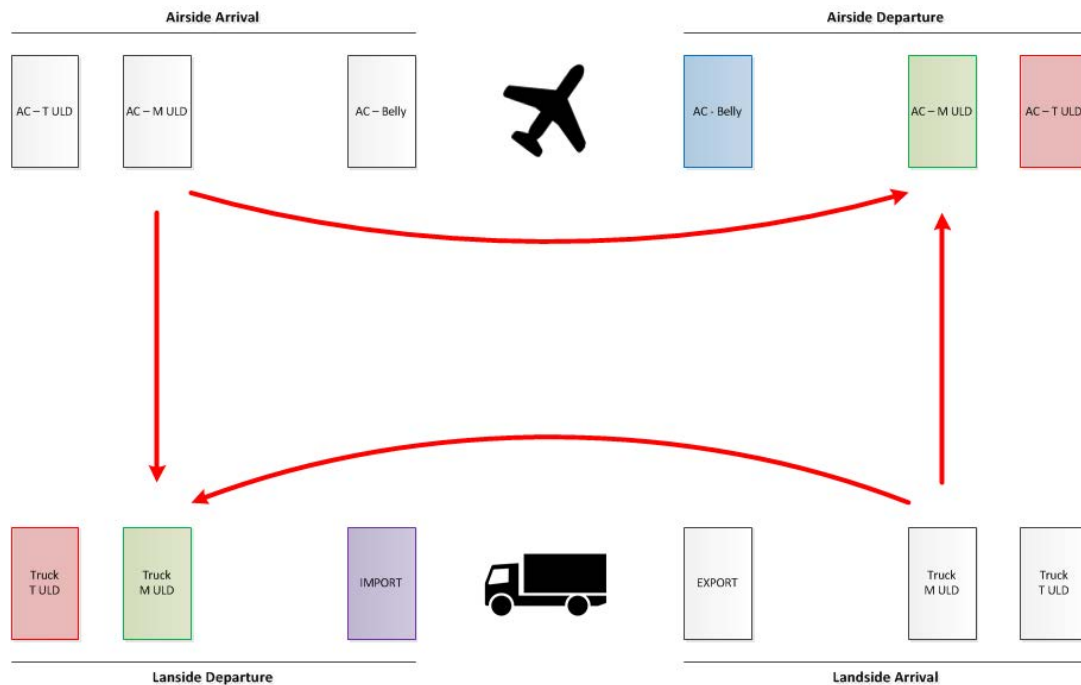 Airside Arrival
Airside Departure
AC – T ULD
AC – M ULD
AC – Belly
AC - Belly
AC – M ULD
AC – T ULD
Truck
T ULD
Truck
M ULD
IMPORT
EXPORT
Truck
M ULD
Truck
T ULD
Lanside Departure
Landside Arrival